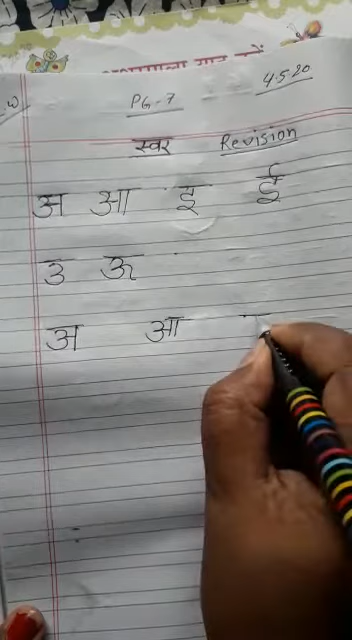 W
PG-7
4.5.20
स्वर Revision
अ आ इ ई
उ ऊ
अ आ